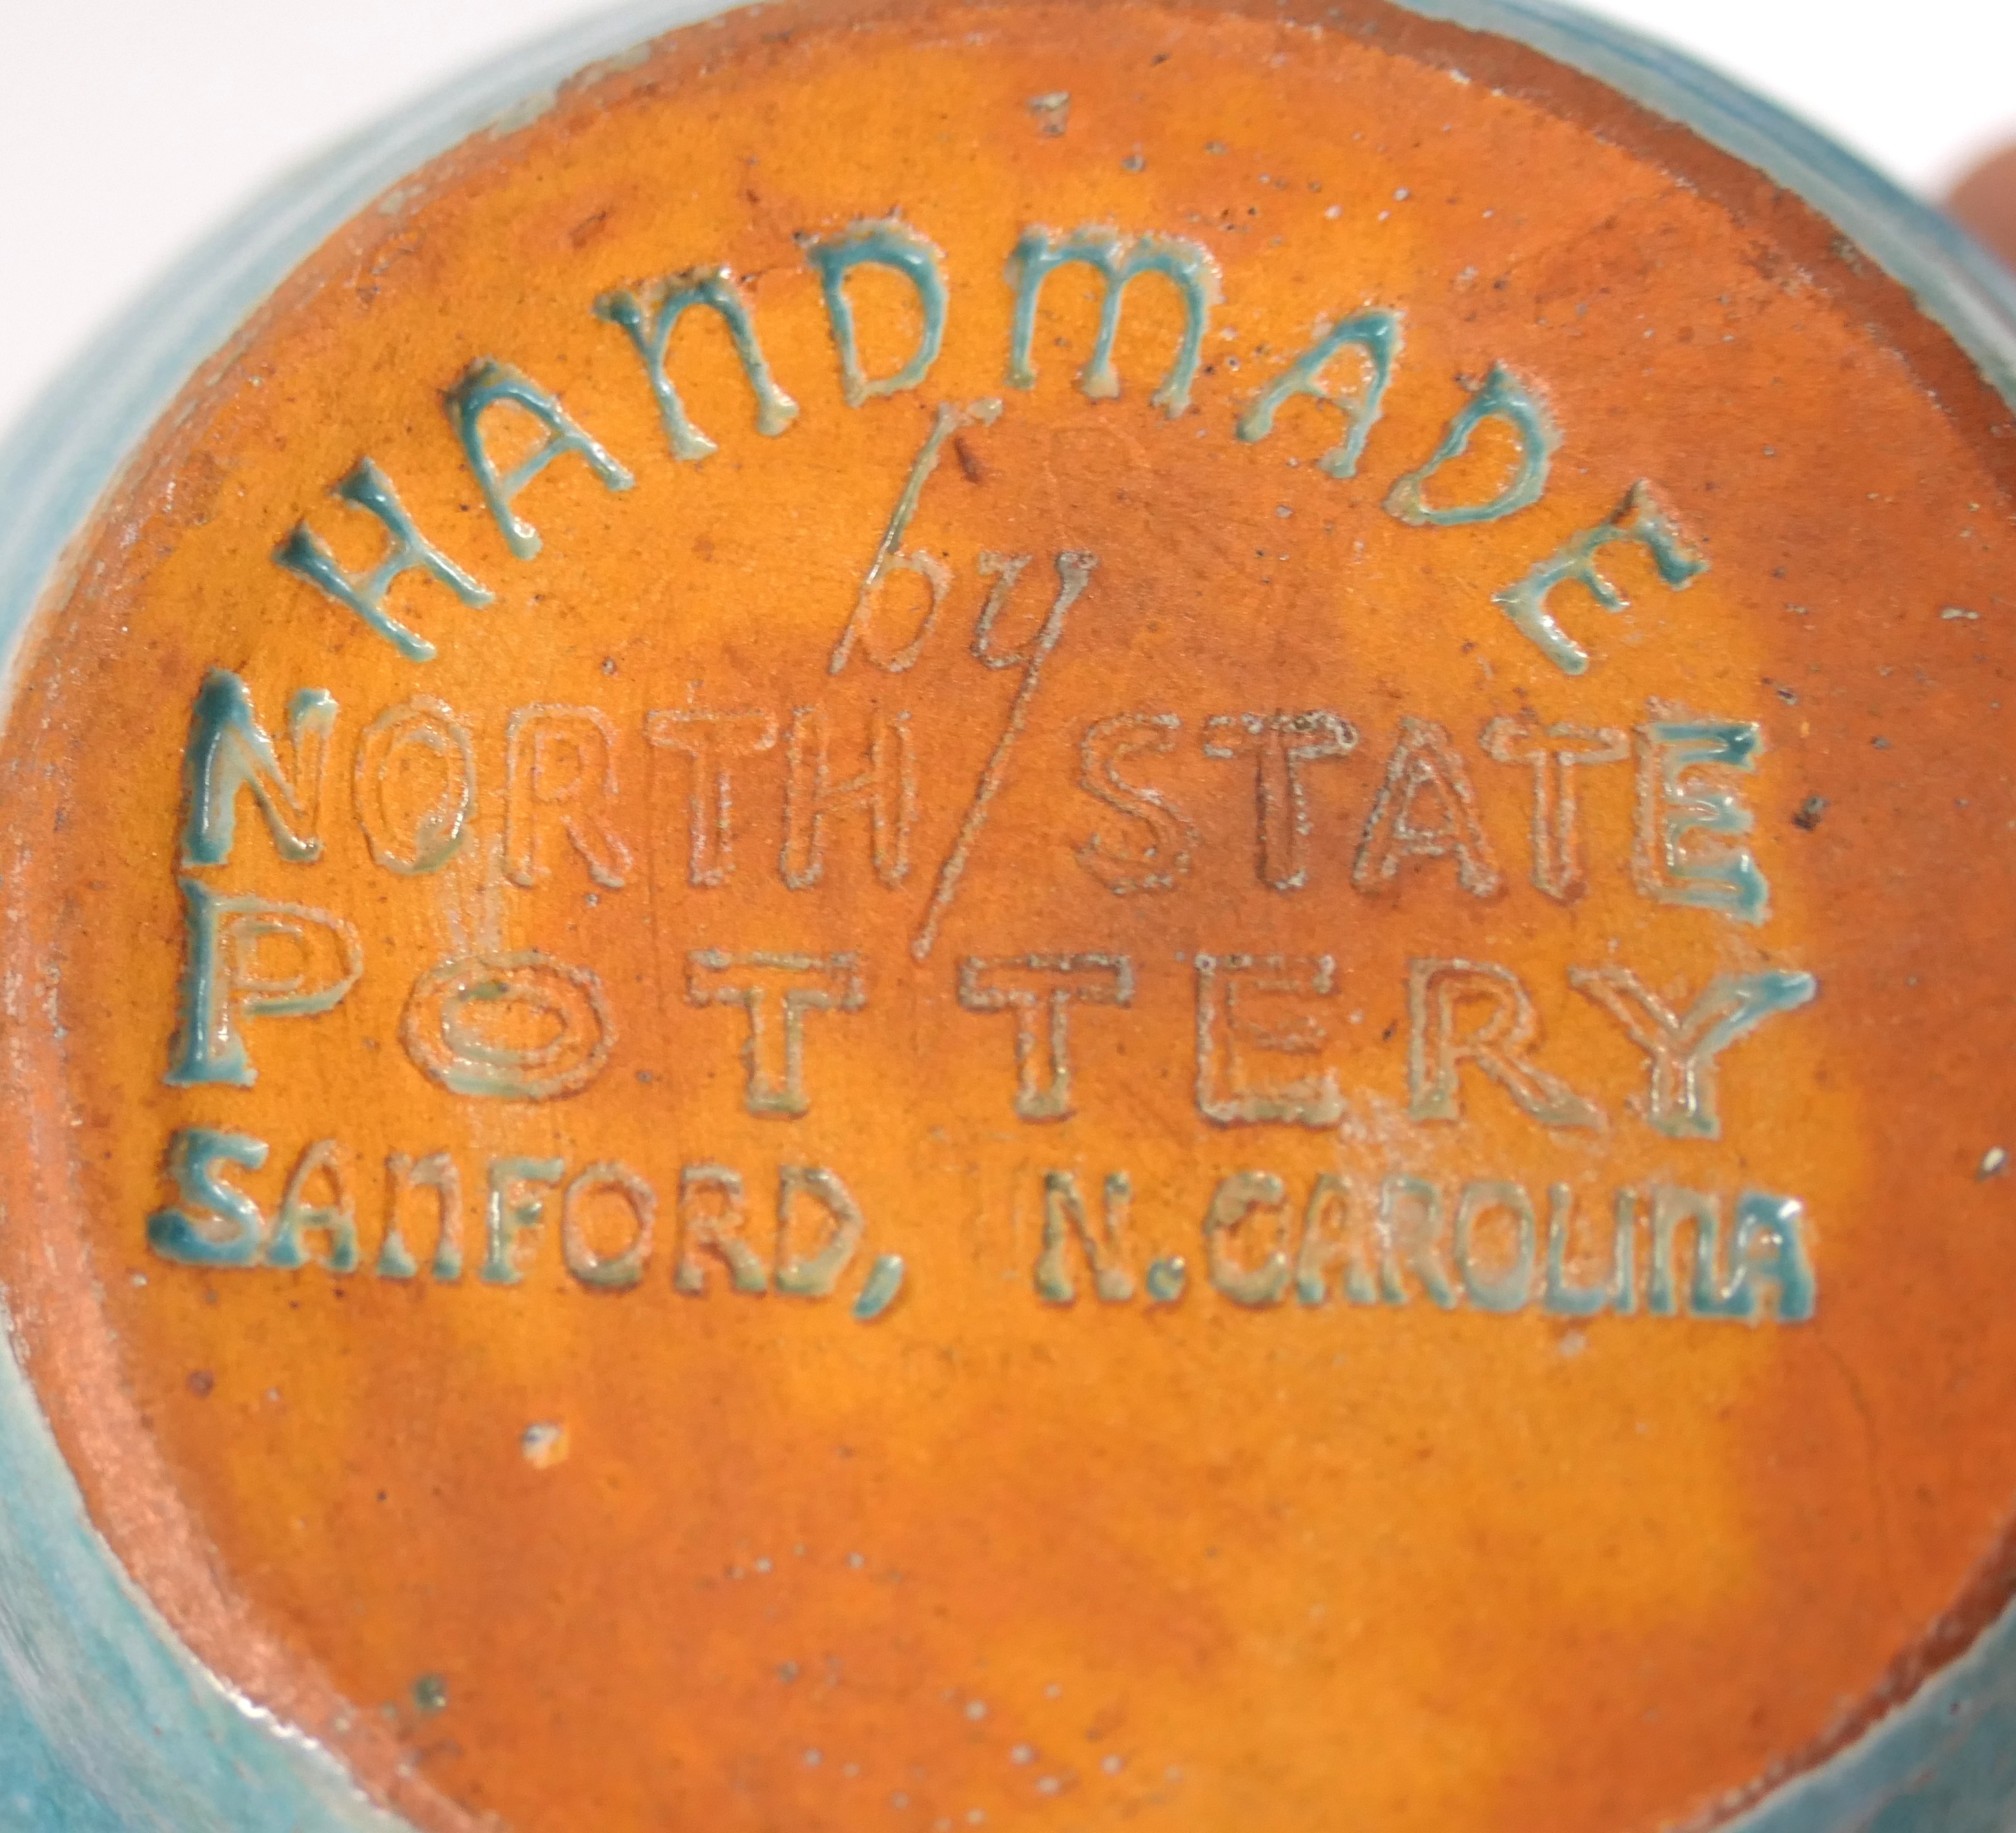 HANDMADE
by
NORTH STATE
POTTERY
SANFORD, N. CAROLINA